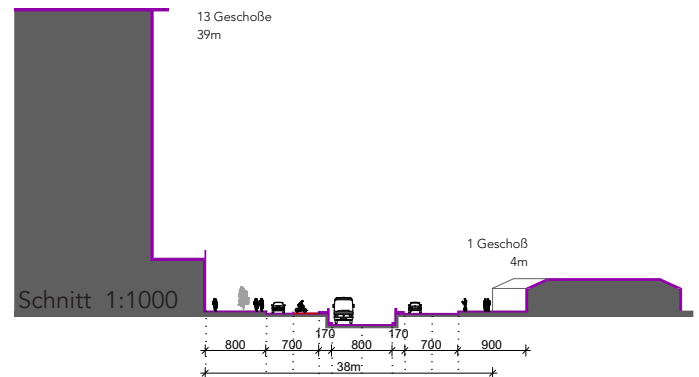 13 Geschoße
39m
1 Geschoß
4m
Schnitt 1:1000
170 170
800 700 800 700 900
38m